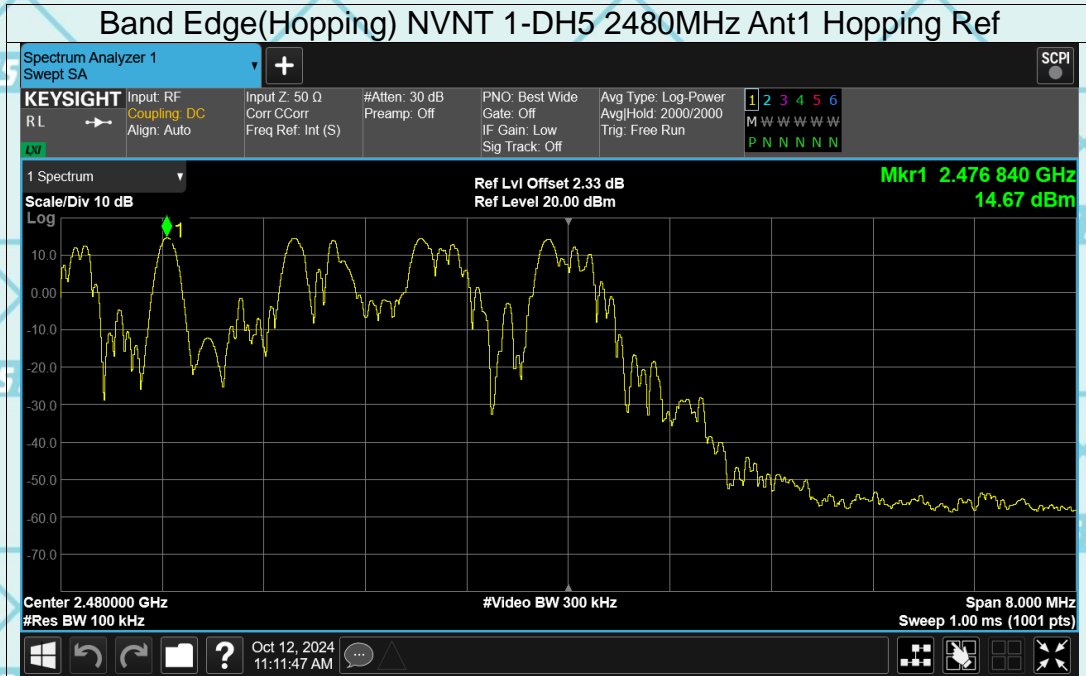 Band Edge(Hopping) NVNT 1-DH5 2480MHz Ant1 Hopping Ref
Spectrum Analyzer 1
Swept SA
+
SCPI
KEYSIGHT
RL
LXI
Input: RF
Coupling: DC
Align: Auto
Input Z: 50 Ω
Corr CCorr
Freq Ref: Int (S)
#Atten: 30 dB
Preamp: Off
PNO: Best Wide
Gate: Off
IF Gain: Low
Sig Track: Off
Avg Type: Log-Power
Avg|Hold: 2000/2000
Trig: Free Run
1 2 3 4 5 6
M W W W W W
P N N N N N
1 Spectrum
Scale/Div 10 dB
Log
Ref Lvl Offset 2.33 dB
Ref Level 20.00 dBm
Mkr1 2.476 840 GHz
14.67 dBm
1
10.0
0.00
-10.0
-20.0
-30.0
-40.0
-50.0
-60.0
-70.0
Center 2.480000 GHz
#Res BW 100 kHz
#Video BW 300 kHz
Span 8.000 MHz
Sweep 1.00 ms (1001 pts)
?
Oct 12, 2024
11:11:47 AM